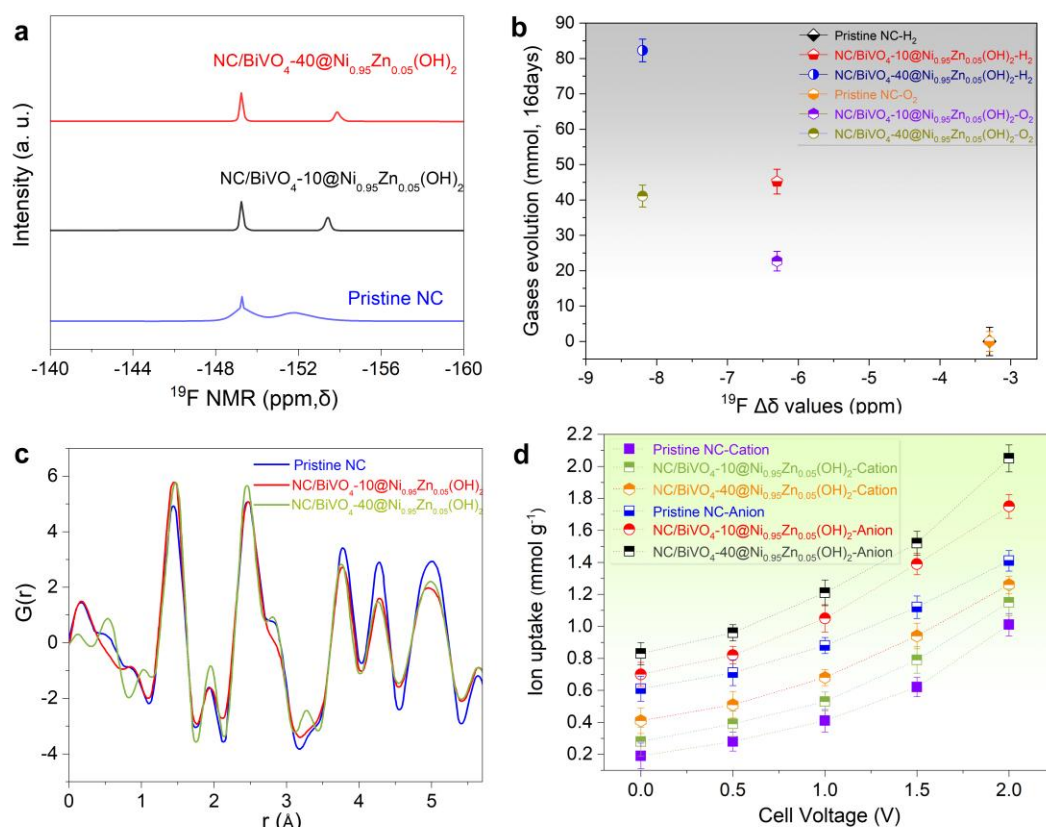 a
NC/BiVO₄-40@Ni₀.₉₅Zn₀.₀₅(OH)₂
NC/BiVO₄-10@Ni₀.₉₅Zn₀.₀₅(OH)₂
Pristine NC
Intensity (a. u.)
-140 -144 -148 -152 -156 -160
¹⁹F NMR (ppm,δ)
b
Pristine NC-H₂
NC/BiVO₄-10@Ni₀.₉₅Zn₀.₀₅(OH)₂-H₂
NC/BiVO₄-40@Ni₀.₉₅Zn₀.₀₅(OH)₂-H₂
Pristine NC-O₂
NC/BiVO₄-10@Ni₀.₉₅Zn₀.₀₅(OH)₂-O₂
NC/BiVO₄-40@Ni₀.₉₅Zn₀.₀₅(OH)₂-O₂
Gases evolution (mmol, 16days)
90
80
70
60
50
40
30
20
10
0
-9 -8 -7 -6 -5 -4 -3
¹⁹F Δδ values (ppm)
c
Pristine NC
NC/BiVO₄-10@Ni₀.₉₅Zn₀.₀₅(OH)₂
NC/BiVO₄-40@Ni₀.₉₅Zn₀.₀₅(OH)₂
G(r)
6
4
2
0
-2
-4
0 1 2 3 4 5
r (Å)
d
Pristine NC-Cation
NC/BiVO₄-10@Ni₀.₉₅Zn₀.₀₅(OH)₂-Cation
NC/BiVO₄-40@Ni₀.₉₅Zn₀.₀₅(OH)₂-Cation
Pristine NC-Anion
NC/BiVO₄-10@Ni₀.₉₅Zn₀.₀₅(OH)₂-Anion
NC/BiVO₄-40@Ni₀.₉₅Zn₀.₀₅(OH)₂-Anion
Ion uptake (mmol g⁻¹)
2.2
2.0
1.8
1.6
1.4
1.2
1.0
0.8
0.6
0.4
0.2
0.0 0.5 1.0 1.5 2.0
Cell Voltage (V)